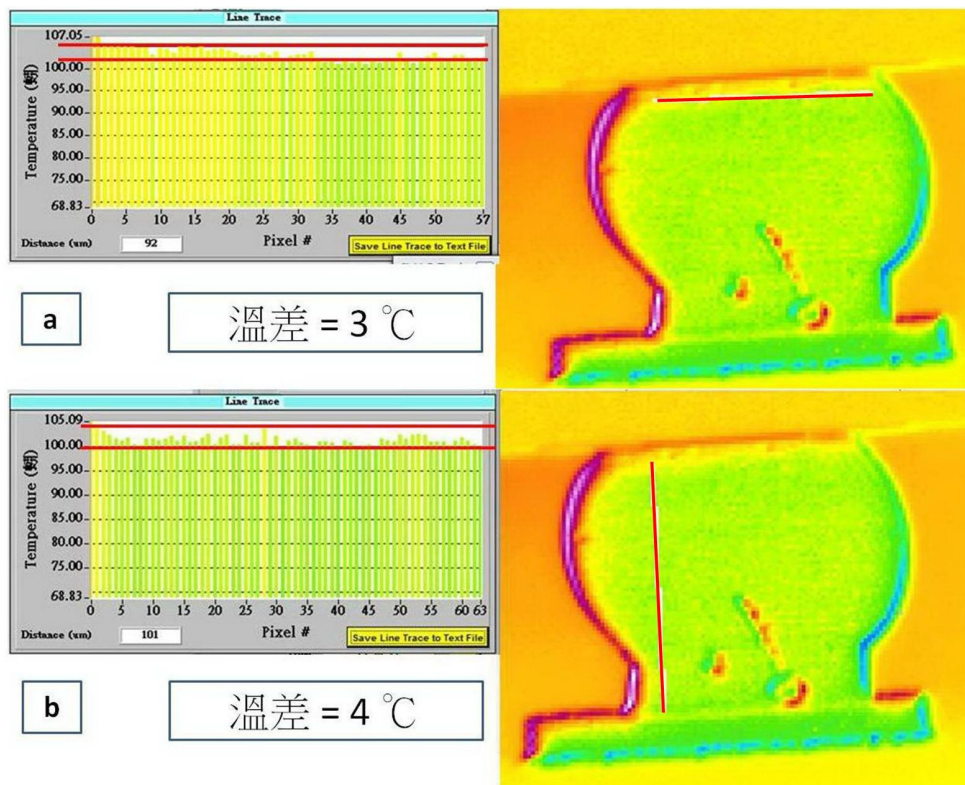 Line Trace
107.05
100.00
95.00
90.00
85.00
80.00
75.00
68.83
Temperature (蚓)
0 5 10 15 20 25 30 35 40 45 50 57
Pixel #
Distance (um) 92
Save Line Trace to Text File
a
溫差 = 3 ℃
Line Trace
105.09
100.00
95.00
90.00
85.00
80.00
75.00
68.83
Temperature (蚓)
0 5 10 15 20 25 30 35 40 45 50 55 60 63
Pixel #
Distance (um) 101
Save Line Trace to Text File
b
溫差 = 4 ℃